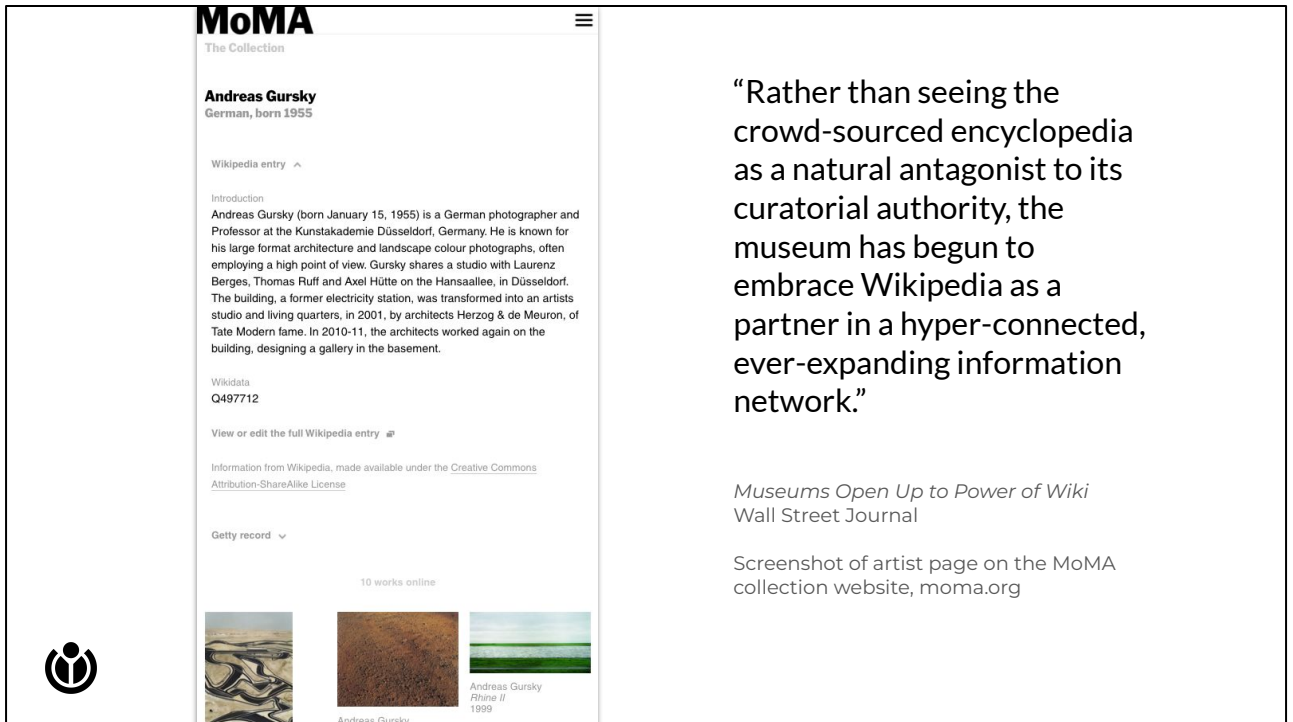 MoMA
The Collection
Andreas Gursky
German, born 1955
Wikipedia entry
Introduction
Andreas Gursky (born January 15, 1955) is a German photographer and
Professor at the Kunstakademie Düsseldorf, Germany. He is known for
his large format architecture and landscape colour photographs, often
employing a high point of view. Gursky shares a studio with Laurenz
Berges, Thomas Ruff and Axel Hütte on the Hansaallee, in Düsseldorf.
The building, a former electricity station, was transformed into an artists
studio and living quarters, in 2001, by architects Herzog & de Meuron, of
Tate Modern fame. In 2010-11, the architects worked again on the
building, designing a gallery in the basement.
Wikidata
Q497712
View or edit the full Wikipedia entry
Information from Wikipedia, made available under the Creative Commons
Attribution-ShareAlike License
Getty record
10 works online
Andreas Gursky
Rhine II
1999
Andreas Gursky
“Rather than seeing the
crowd-sourced encyclopedia
as a natural antagonist to its
curatorial authority, the
museum has begun to
embrace Wikipedia as a
partner in a hyper-connected,
ever-expanding information
network.”
Museums Open Up to Power of Wiki
Wall Street Journal
Screenshot of artist page on the MoMA
collection website, moma.org